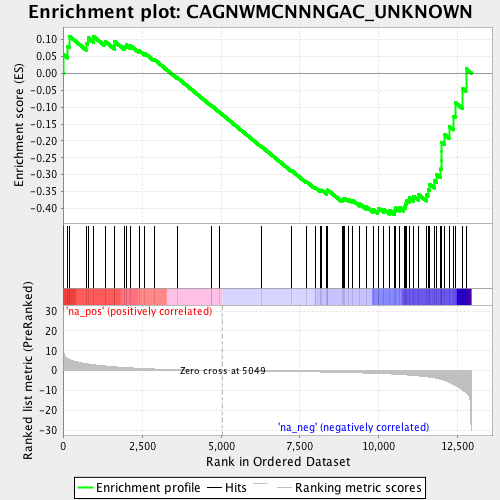 Enrichment plot: CAGNWMCNNNGAC_UNKNOWN
Enrichment score (ES)
0.10
0.05
0.00
-0.05
-0.10
-0.15
-0.20
-0.25
-0.30
-0.35
-0.40
'na_pos' (positively correlated)
Ranked list metric (PreRanked)
30
20
10
0
-10
-20
-30
Zero cross at 5049
'na_neg' (negatively correlated)
0
2,500
5,000
7,500
10,000
12,500
Rank in Ordered Dataset
Enrichment profile
Hits
Ranking metric scores